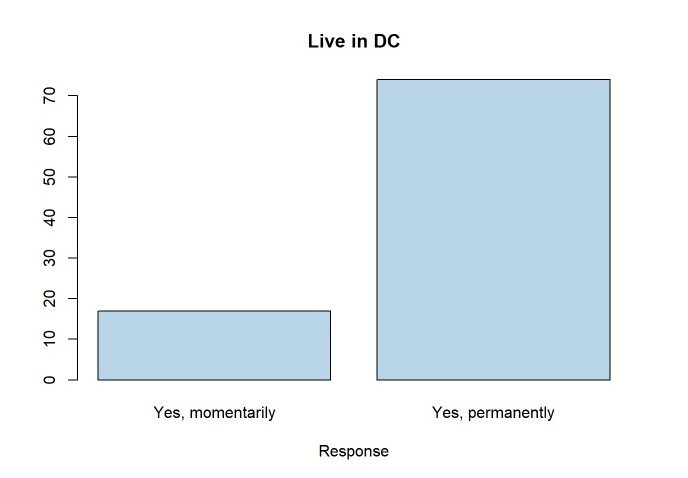 Live in DC
70
60
50
40
30
20
10
0
Yes, momentarily
Yes, permanently
Response